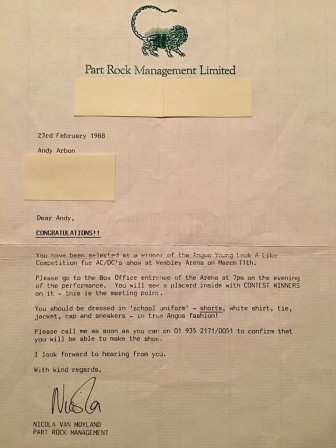 Part Rock Management Limited
23rd February 1988
Andy Arbon
Dear Andy,
CONGRATULATIONS!!
You have been selected as a winner of the Angus Young Look A-Like
Competition for AC/DC's show at Wembley Arena on March 11th.
Please go to the Box Office entrance of the Arena at 7pm on the evening
of the performance. You will see a placard inside with CONTEST WINNERS
on it - this is the meeting point.
You should be dressed in 'school uniform' - shorts, white shirt, tie,
jacket, cap and sneakers - in true Angus fashion!
Please call me as soon as you can on 01 935 2171/0051 to confirm that
you will be able to make the show.
I look forward to hearing from you.
With kind regards,
Nicola
NICOLA VAN MOYLAND
PART ROCK MANAGEMENT